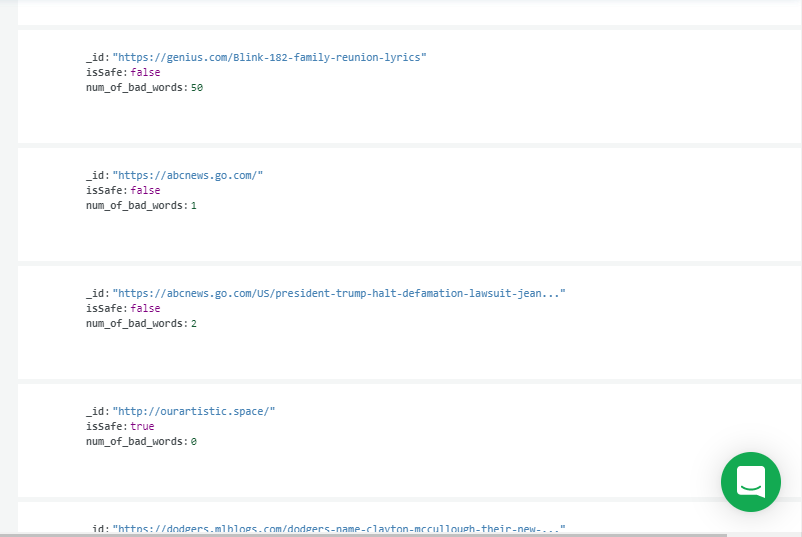 _id: "https://genius.com/Blink-182-family-reunion-lyrics"
isSafe: false
num_of_bad_words: 50
_id: "https://abcnews.go.com/"
isSafe: false
num_of_bad_words: 1
_id: "https://abcnews.go.com/US/president-trump-halt-defamation-lawsuit-jean..."
isSafe: false
num_of_bad_words: 2
_id: "http://ourartistic.space/"
isSafe: true
num_of_bad_words: 0
_id: "https://dodgers.mlblogs.com/dodgers-name-clayton-mccullough-their-new-..."